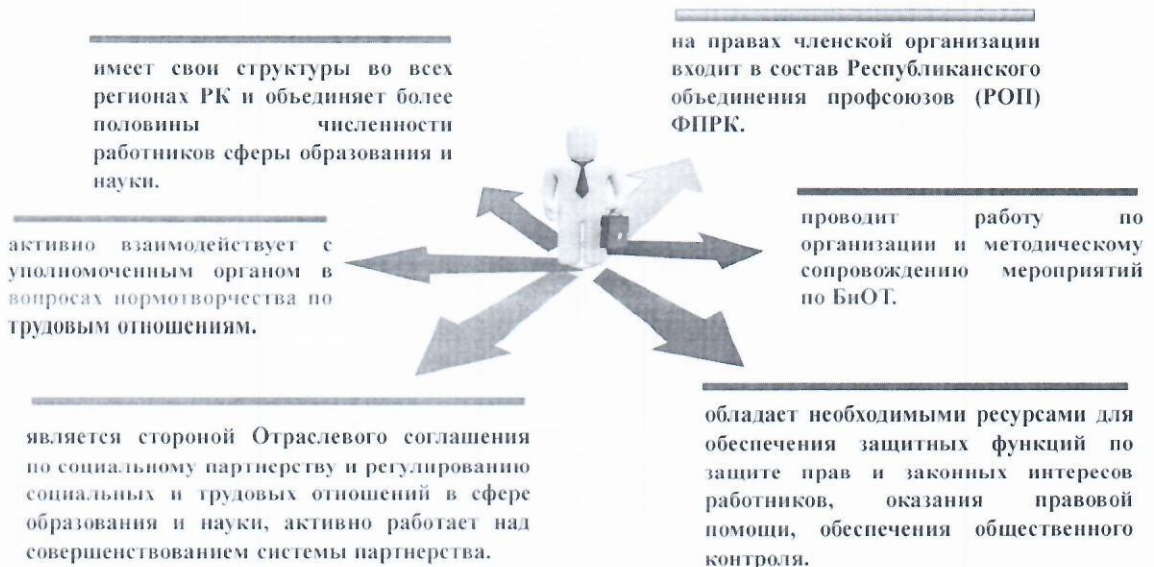 имеет свои структуры во всех
регионах РК и объединяет более
половины численности
работников сферы образования и
науки.
на правах членской организации
входит в состав Республиканского
объединения профсоюзов (РОП)
ФПРК.
активно взаимодействует с
уполномоченным органом в
вопросах нормотворчества по
трудовым отношениям.
проводит работу по
организации и методическому
сопровождению мероприятий
по БиОТ.
является стороной Отраслевого соглашения
по социальному партнерству и регулированию
социальных и трудовых отношений в сфере
образования и науки, активно работает над
совершенствованием системы партнерства.
обладает необходимыми ресурсами для
обеспечения защитных функций по
защите прав и законных интересов
работников, оказания правовой
помощи, обеспечения общественного
контроля.